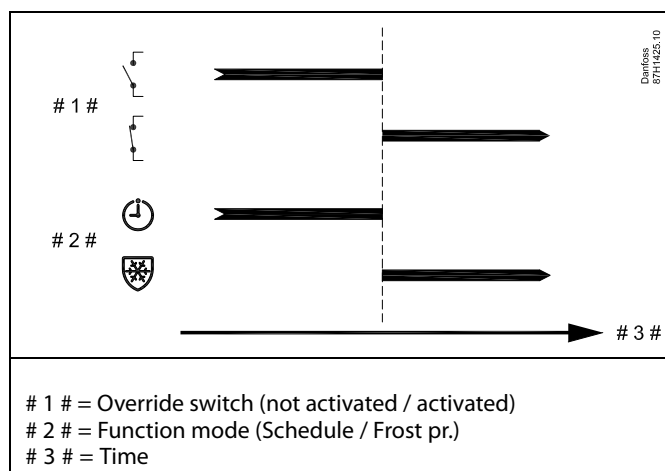 Danfoss
87H1425.10
# 1 #
# 2 #
# 3 #
# 1 # = Override switch (not activated / activated)
# 2 # = Function mode (Schedule / Frost pr.)
# 3 # = Time